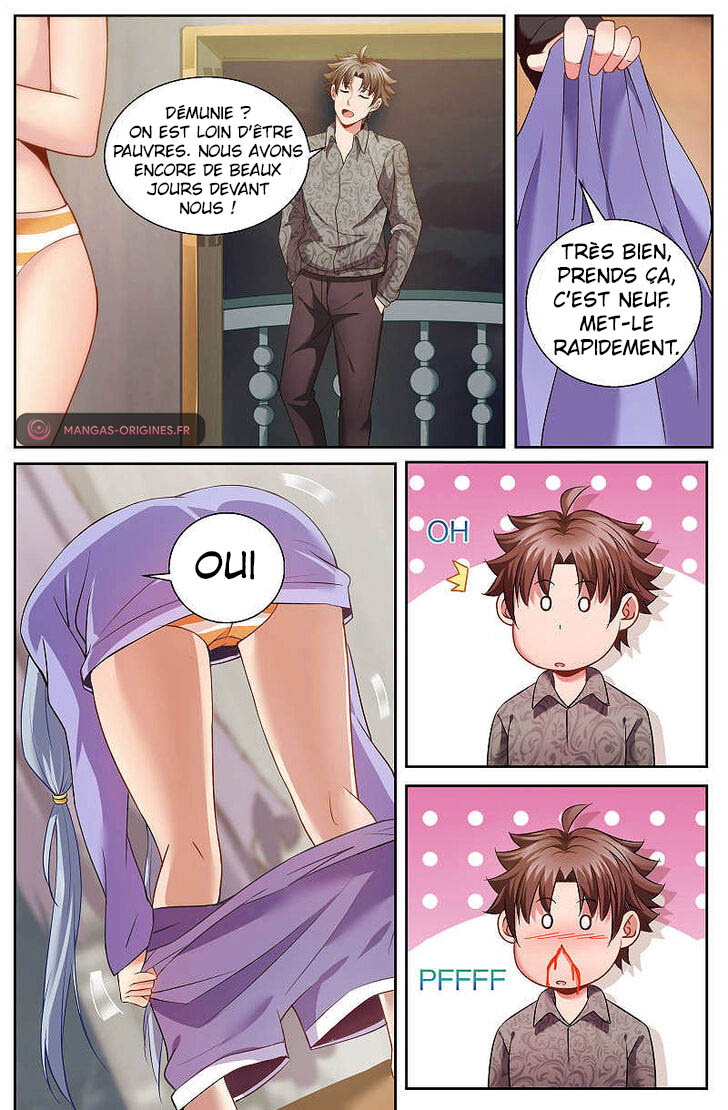 DÉMUNIE ?
ON EST LOIN D'ÊTRE
PAUVRES. NOUS AVONS
ENCORE DE BEAUX
JOURS DEVANT
NOUS !
TRÈS BIEN,
PRENDS ÇA,
C'EST NEUF.
MET-LE
RAPIDEMENT.
MANGAS-ORIGINES.FR
OUI
OH
PFFFF